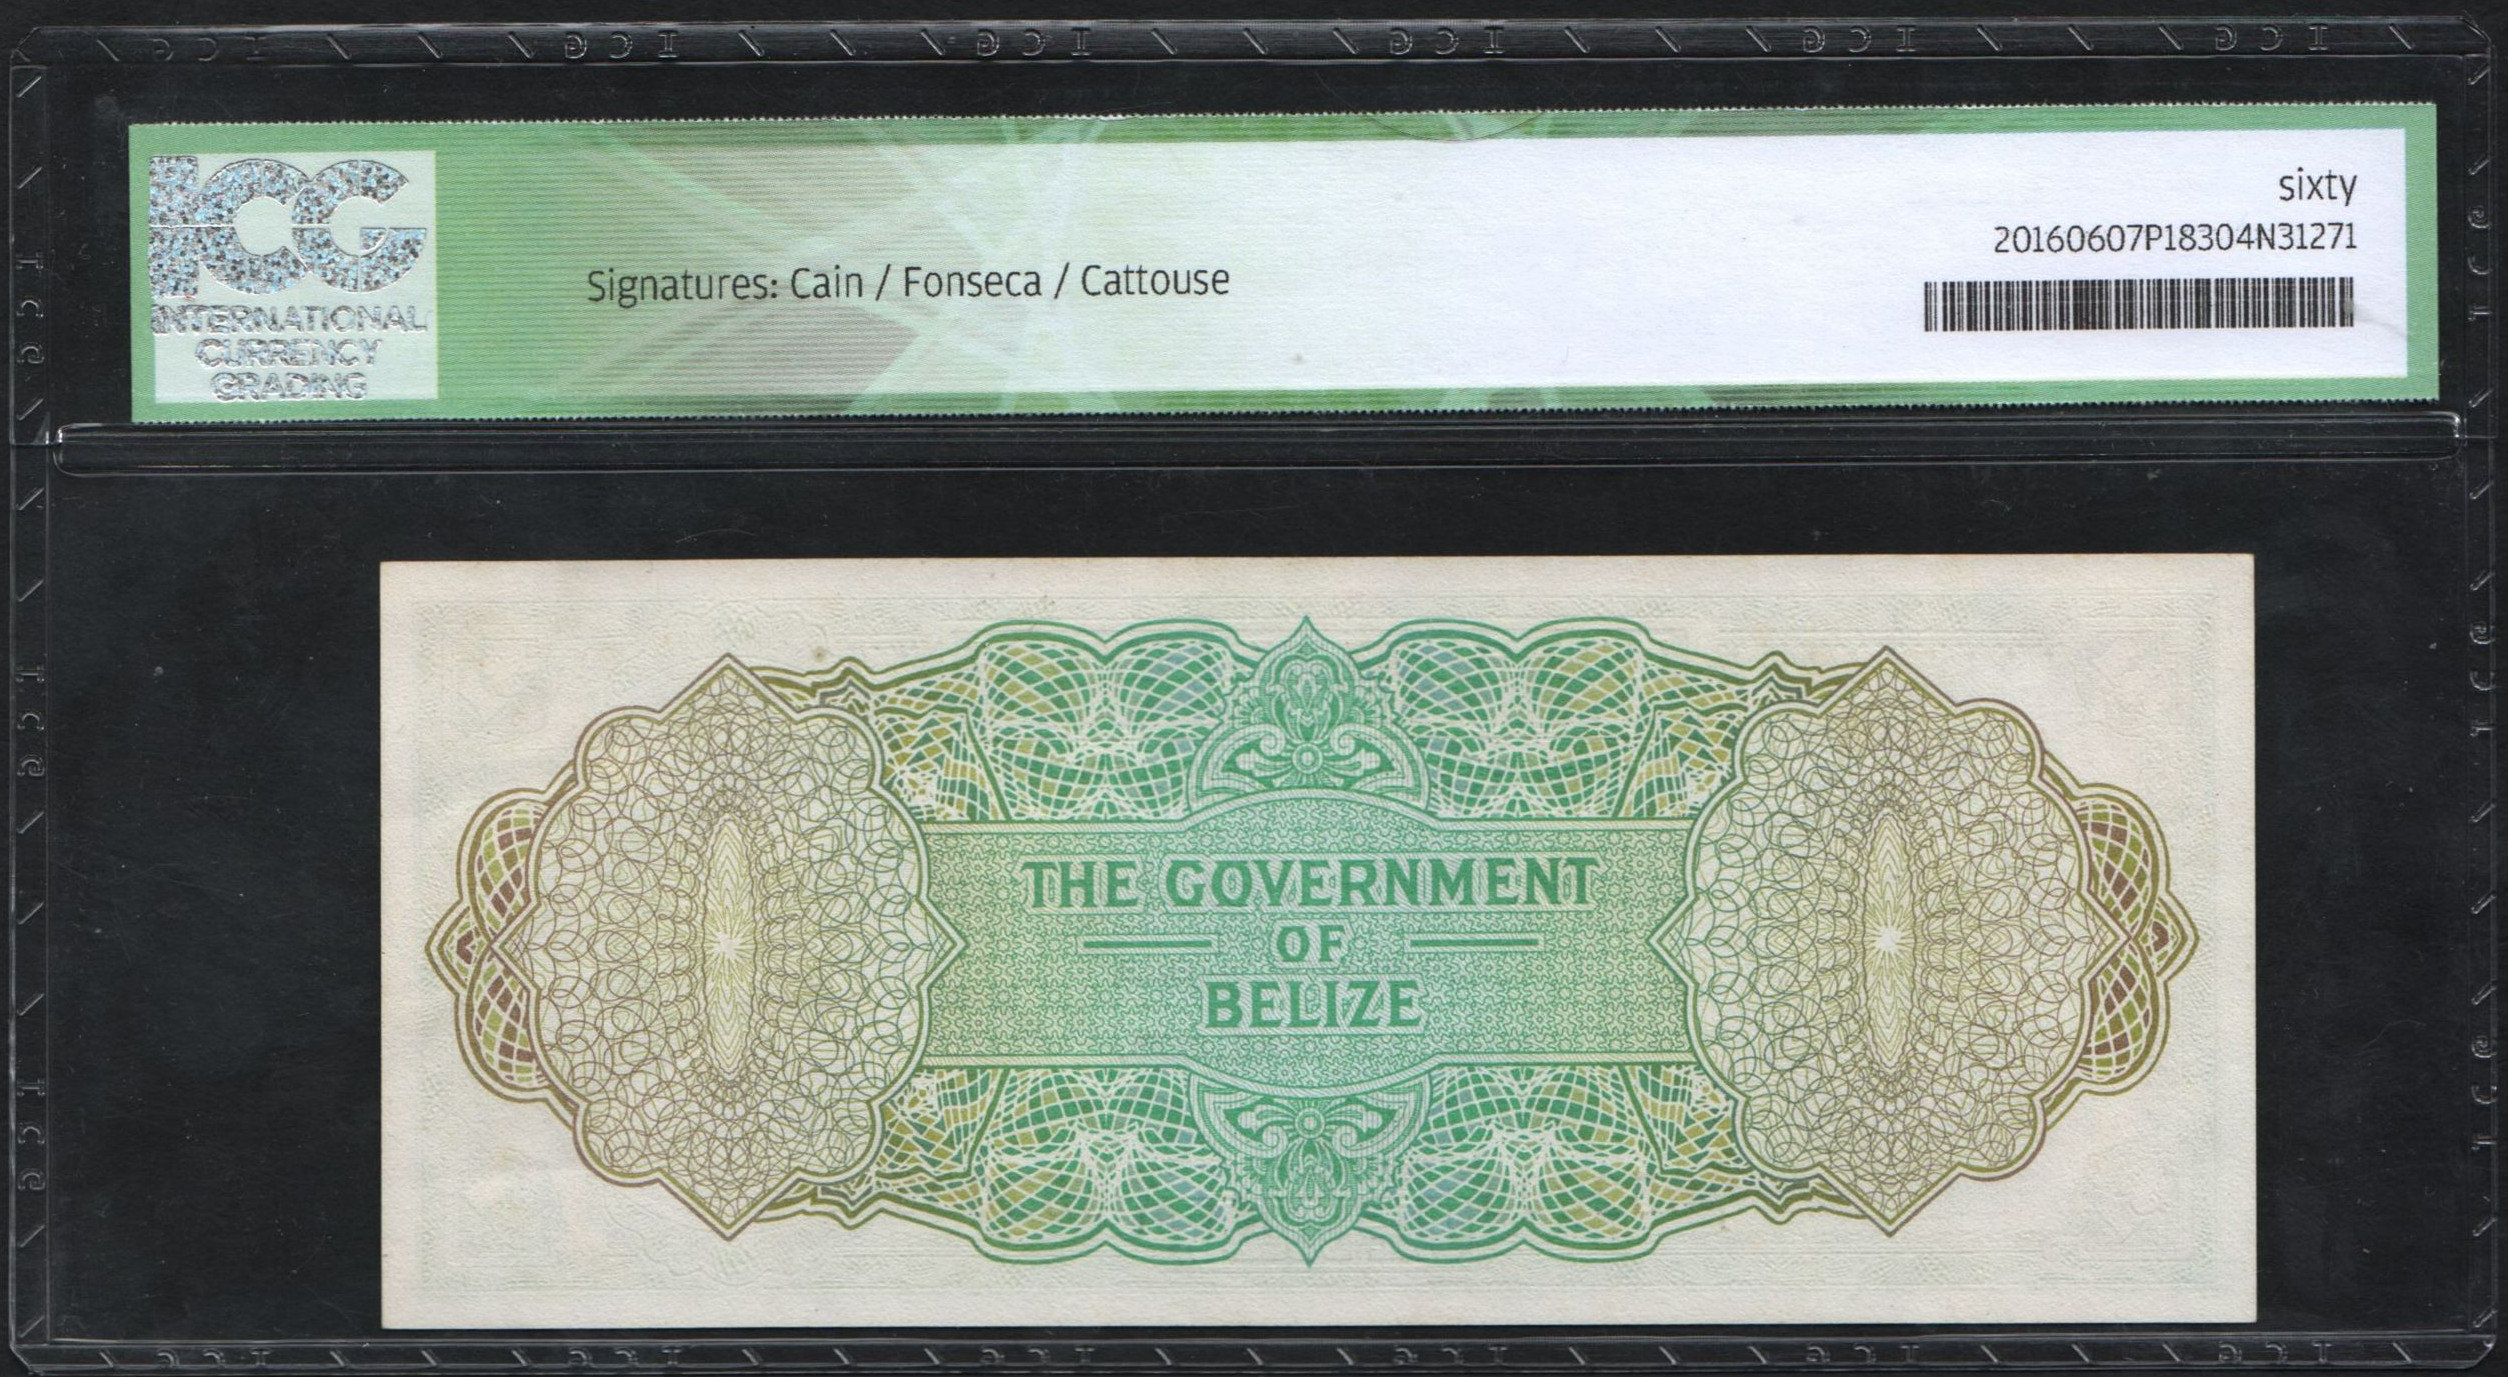 ICG
INTERNATIONAL
CURRENCY
GRADING
Signatures: Cain / Fonseca / Cattouse
sixty
20160607P18304N31271
THE GOVERNMENT
OF
BELIZE